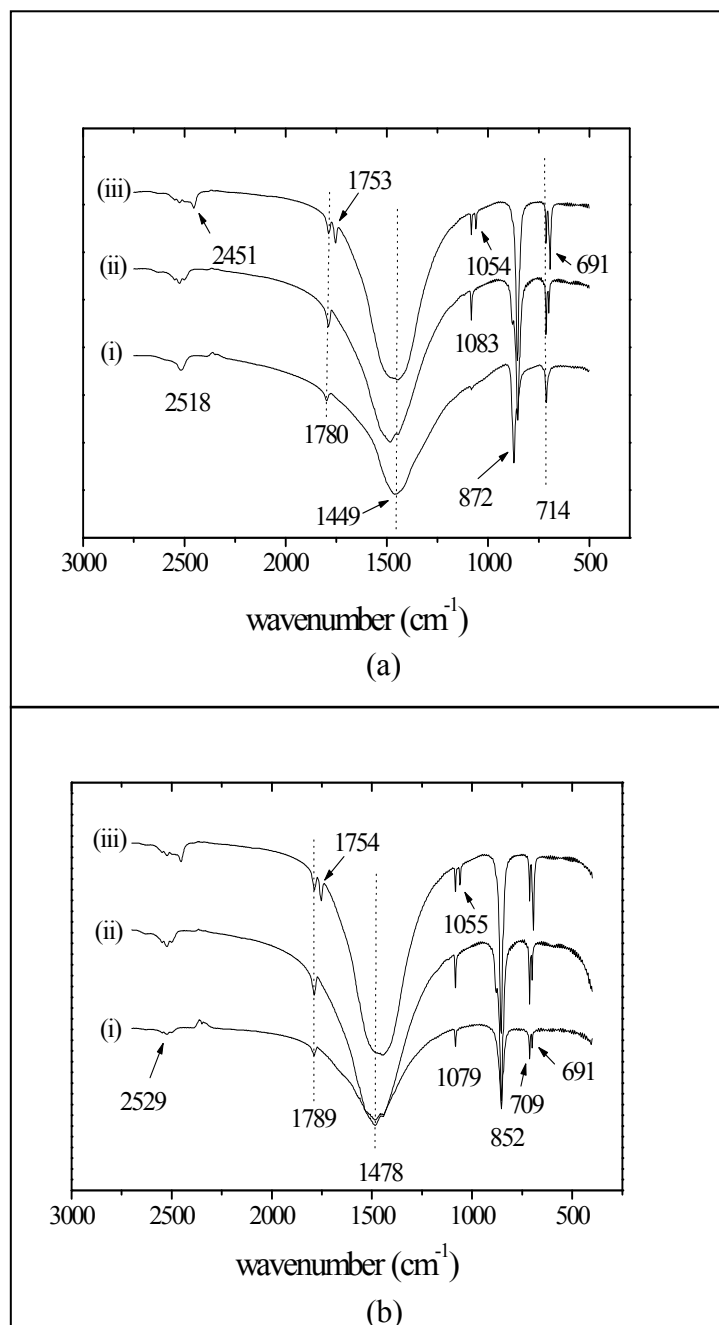 (iii)
1753
2451
1054
691
(ii)
1083
(i)
2518
1780
872
714
1449
3000 2500 2000 1500 1000 500
wavenumber (cm⁻¹)
(a)
(iii)
1754
1055
(ii)
(i)
2529
1789
1079
691
709
852
1478
3000 2500 2000 1500 1000 500
wavenumber (cm⁻¹)
(b)